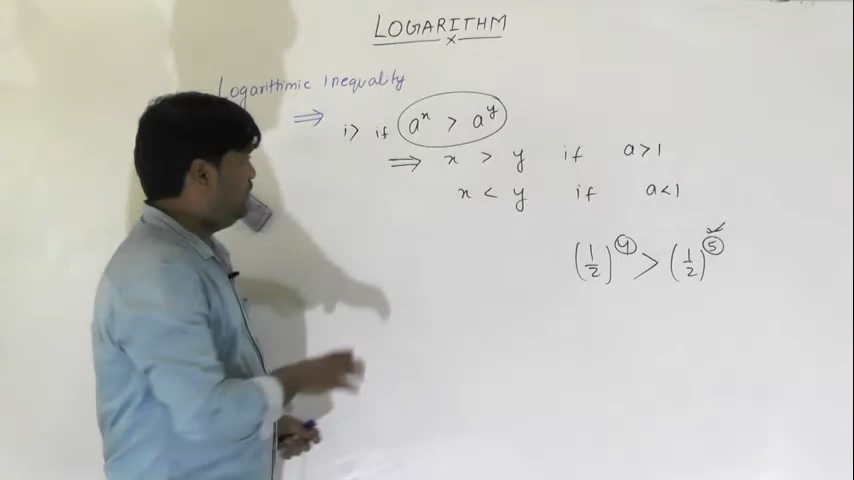 LOGARITHM
x
Logarithmic Inequality
⇒ i> if a^x > a^y
⇒ x > y if a>1
x < y if a<1
(1/2)^4 > (1/2)^5